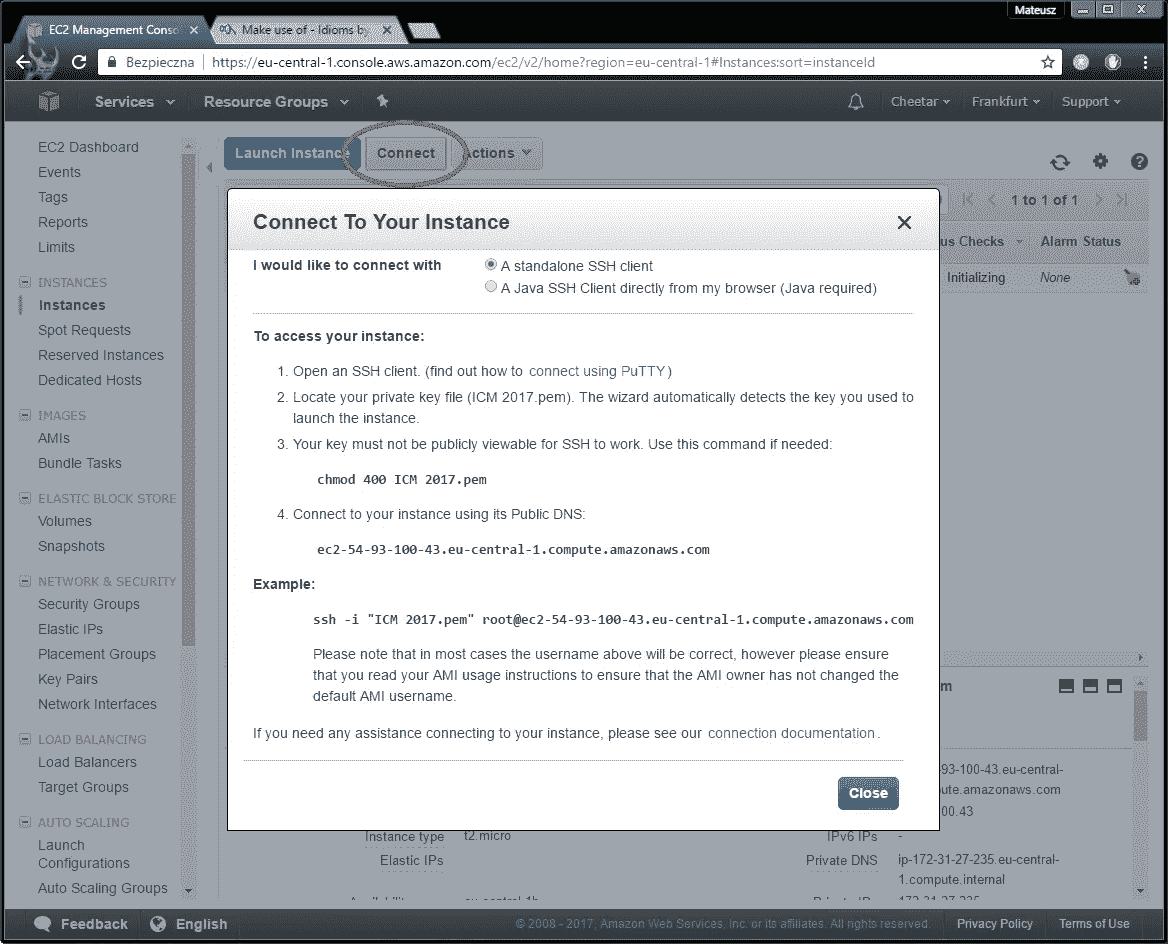 Mateusz
EC2 Management Conso
Make use of - Idioms by
Bezpieczna
https://eu-central-1.console.aws.amazon.com/ec2/v2/home?region=eu-central-1#Instances:sort=instanceId
Services
Resource Groups
Cheetar
Frankfurt
Support
EC2 Dashboard
Events
Tags
Reports
Limits
INSTANCES
Instances
Spot Requests
Reserved Instances
Dedicated Hosts
IMAGES
AMIs
Bundle Tasks
ELASTIC BLOCK STORE
Volumes
Snapshots
NETWORK & SECURITY
Security Groups
Elastic IPs
Placement Groups
Key Pairs
Network Interfaces
LOAD BALANCING
Load Balancers
Target Groups
AUTO SCALING
Launch
Configurations
Auto Scaling Groups
Launch Instance
Connect
Actions
1 to 1 of 1
us Checks
Alarm Status
Initializing
None
Connect To Your Instance
I would like to connect with
A standalone SSH client
A Java SSH Client directly from my browser (Java required)
To access your instance:
1. Open an SSH client. (find out how to connect using PuTTY)
2. Locate your private key file (ICM 2017.pem). The wizard automatically detects the key you used to
launch the instance.
3. Your key must not be publicly viewable for SSH to work. Use this command if needed:
chmod 400 ICM 2017.pem
4. Connect to your instance using its Public DNS:
ec2-54-93-100-43.eu-central-1.compute.amazonaws.com
Example:
ssh -i "ICM 2017.pem" root@ec2-54-93-100-43.eu-central-1.compute.amazonaws.com
Please note that in most cases the username above will be correct, however please ensure
that you read your AMI usage instructions to ensure that the AMI owner has not changed the
default AMI username.
If you need any assistance connecting to your instance, please see our connection documentation.
Close
m
93-100-43.eu-central-
ute.amazonaws.com
00.43
Instance type
t2.micro
IPv6 IPs
-
Elastic IPs
Private DNS
ip-172-31-27-235.eu-central-
1.compute.internal
eu-central-1b
172-31-27-235
Feedback
English
© 2008 - 2017, Amazon Web Services, Inc. or its affiliates. All rights reserved.
Privacy Policy
Terms of Use